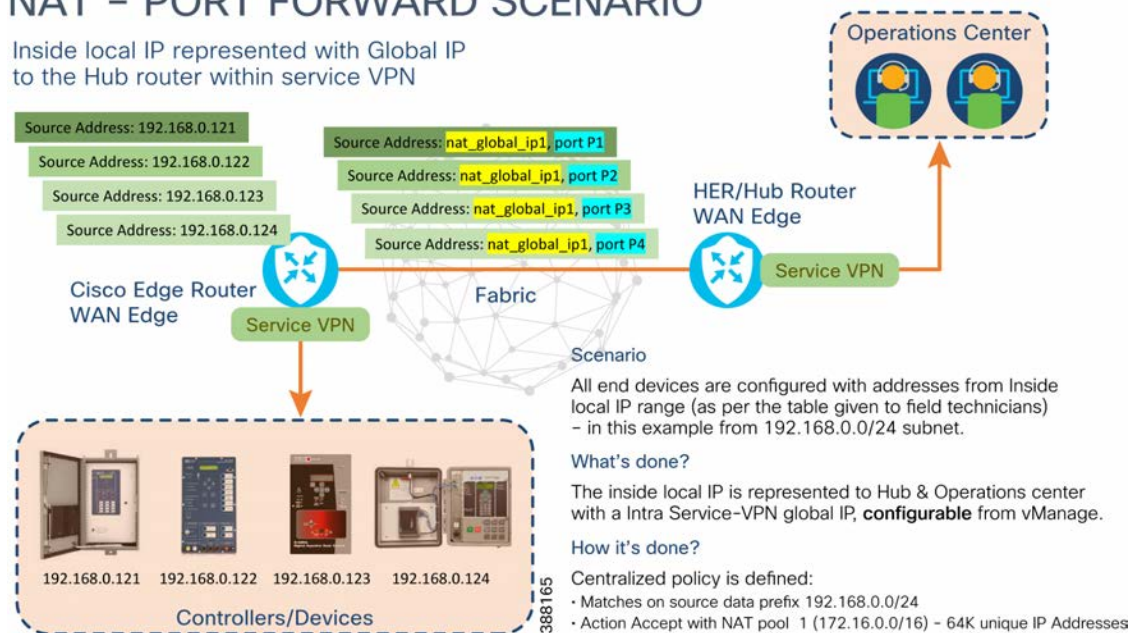 NAT - PORT FORWARD SCENARIO
Inside local IP represented with Global IP
to the Hub router within service VPN
Operations Center
Source Address: 192.168.0.121
Source Address: 192.168.0.122
Source Address: 192.168.0.123
Source Address: 192.168.0.124
Source Address: nat_global_ip1, port P1
Source Address: nat_global_ip1, port P2
Source Address: nat_global_ip1, port P3
Source Address: nat_global_ip1, port P4
HER/Hub Router
WAN Edge
Service VPN
Cisco Edge Router
WAN Edge
Service VPN
Fabric
Scenario
All end devices are configured with addresses from Inside
local IP range (as per the table given to field technicians)
- in this example from 192.168.0.0/24 subnet.
What's done?
The inside local IP is represented to Hub & Operations center
with a Intra Service-VPN global IP, configurable from vManage.
How it's done?
Centralized policy is defined:
· Matches on source data prefix 192.168.0.0/24
· Action Accept with NAT pool 1 (172.16.0.0/16) - 64K unique IP Addresses
192.168.0.121
192.168.0.122
192.168.0.123
192.168.0.124
Controllers/Devices
388165